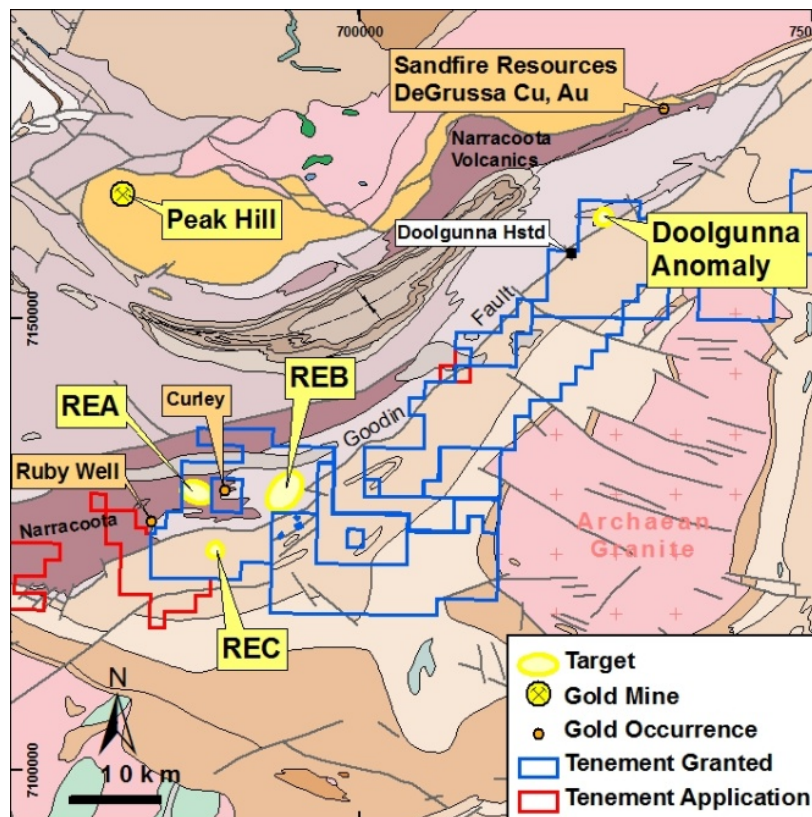 700000
750
Sandfire Resources
DeGrussa Cu, Au
Narracoota
Volcanics
Peak Hill
Doolgunna Hstd
Doolgunna
Anomaly
7150000
Fault
REB
REA
Curley
Goodin
Ruby Well
Narracoota
Archaean
Granite
REC
N
10 km
7100000
Target
Gold Mine
Gold Occurrence
Tenement Granted
Tenement Application